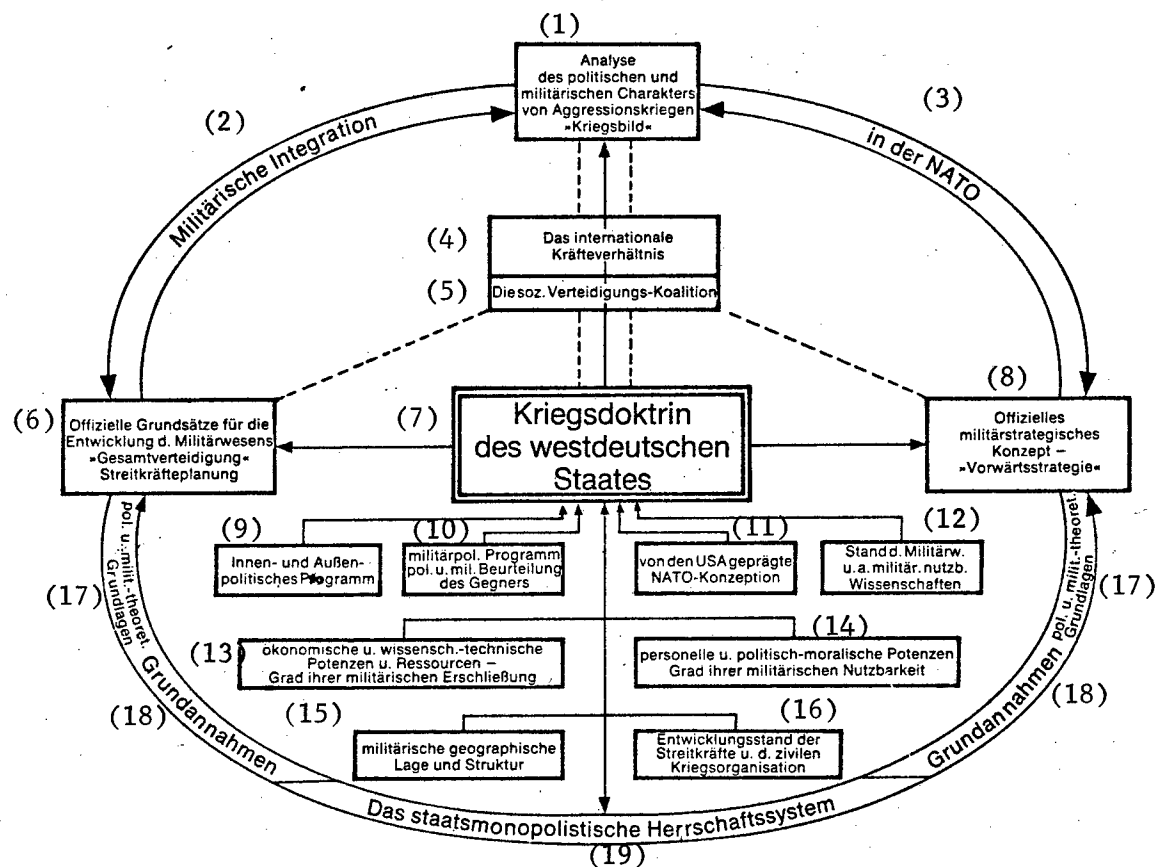 (1)
Analyse
des politischen und
militärischen Charakters
von Aggressionskriegen
»Kriegsbild«
(2)
Militärische Integration
(3)
in der NATO
(4)
Das internationale
Kräfteverhältnis
(5)
Die soz. Verteidigungs-Koalition
(6)
Offizielle Grundsätze für die
Entwicklung d. Militärwesens
»Gesamtverteidigung«
Streitkräfteplanung
(7)
Kriegsdoktrin
des westdeutschen
Staates
(8)
Offizielles
militärstrategisches
Konzept –
»Vorwärtsstrategie«
(9)
Innen- und Außen-
politisches Programm
(10)
militärpol. Programm
pol. u. mil. Beurteilung
des Gegners
(11)
von den USA geprägte
NATO-Konzeption
(12)
Stand d. Militärw.
u. a. militär. nutzb.
Wissenschaften
(13)
ökonomische u. wissensch.-technische
Potenzen u. Ressourcen –
Grad ihrer militärischen Erschließung
(14)
personelle u. politisch-moralische Potenzen
Grad ihrer militärischen Nutzbarkeit
(15)
militärische geographische
Lage und Struktur
(16)
Entwicklungsstand der
Streitkräfte u. d. zivilen
Kriegsorganisation
(17)
pol. u. milit.-theoret.
Grundlagen
(17)
pol. u. milit.-theoret.
Grundlagen
(18)
Grundannahmen
(18)
Grundannahmen
Das staatsmonopolistische Herrschaftssystem
(19)